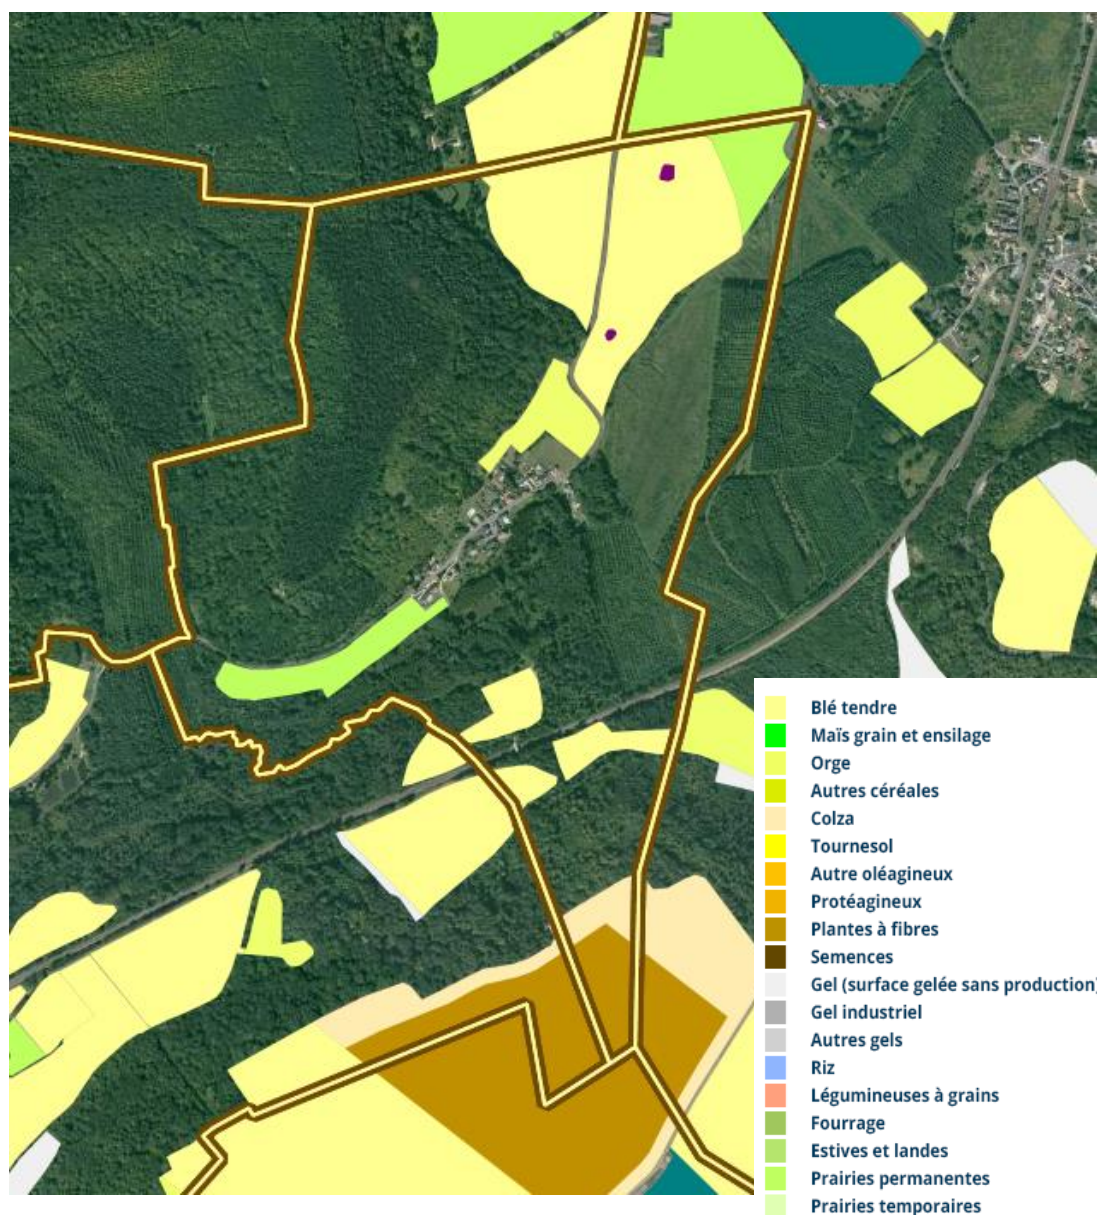 Blé tendre
Maïs grain et ensilage
Orge
Autres céréales
Colza
Tournesol
Autre oléagineux
Protéagineux
Plantes à fibres
Semences
Gel (surface gelée sans production)
Gel industriel
Autres gels
Riz
Légumineuses à grains
Fourrage
Estives et landes
Prairies permanentes
Prairies temporaires